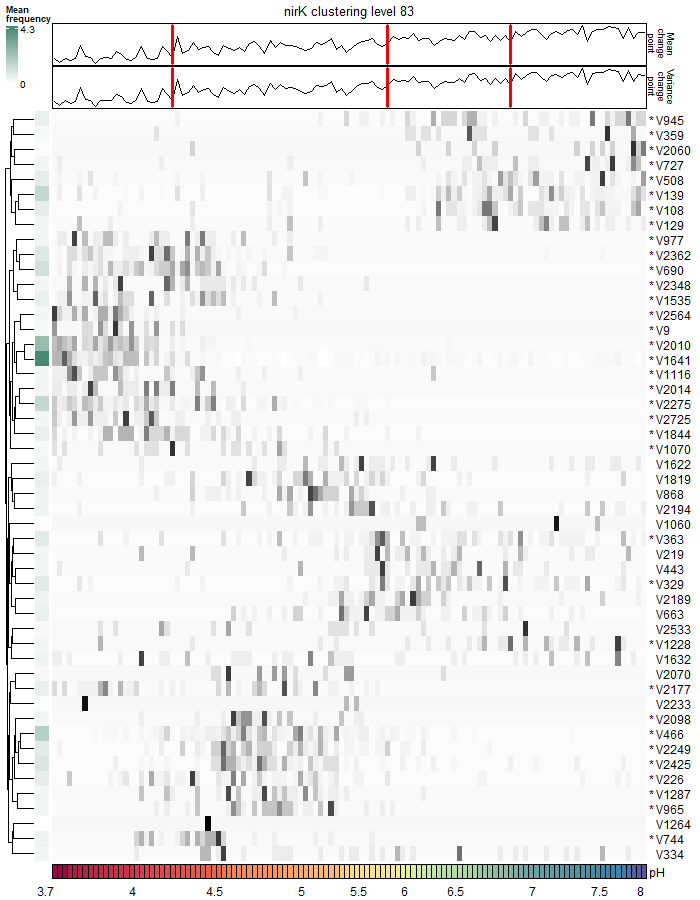 nirK clustering level 83
Mean
frequency
4.3
0
Mean
change
point
Variance
change
point
* V945
* V359
* V2060
* V727
* V508
* V139
* V108
* V129
* V977
* V2362
* V690
* V2348
* V1535
* V2564
* V9
* V2010
* V1641
* V1116
* V2014
* V2275
* V2725
* V1844
* V1070
V1622
V1819
V868
V2194
V1060
* V363
V219
V443
* V329
V2189
V663
V2533
* V1228
V1632
V2070
* V2177
V2233
* V2098
* V466
* V2249
* V2425
* V226
* V1287
* V965
V1264
* V744
V334
pH
3.7 4 4.5 5 5.5 6 6.5 7 7.5 8